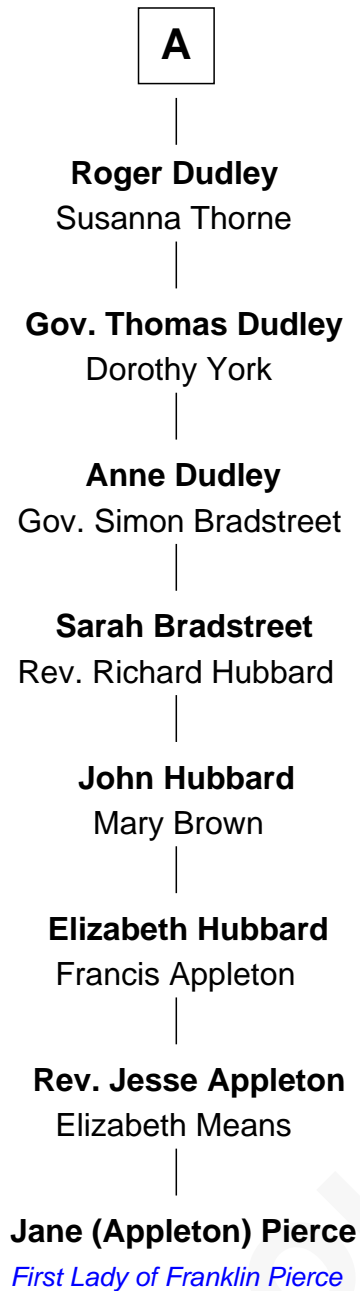 A
Roger Dudley
Susanna Thorne
Gov. Thomas Dudley
Dorothy York
Anne Dudley
Gov. Simon Bradstreet
Sarah Bradstreet
Rev. Richard Hubbard
John Hubbard
Mary Brown
Elizabeth Hubbard
Francis Appleton
Rev. Jesse Appleton
Elizabeth Means
Jane (Appleton) Pierce
First Lady of Franklin Pierce